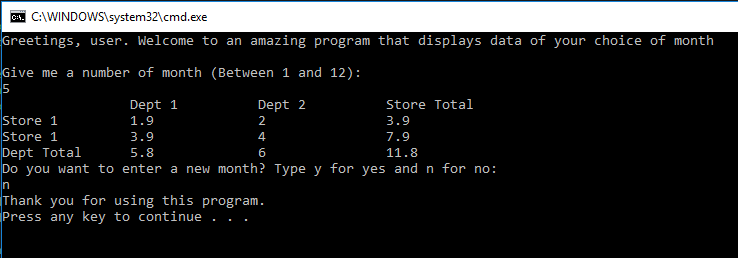 C:\WINDOWS\system32\cmd.exe
Greetings, user. Welcome to an amazing program that displays data of your choice of month
Give me a number of month (Between 1 and 12):
5
Dept 1 Dept 2 Store Total
Store 1 1.9 2 3.9
Store 1 3.9 4 7.9
Dept Total 5.8 6 11.8
Do you want to enter a new month? Type y for yes and n for no:
n
Thank you for using this program.
Press any key to continue . . .